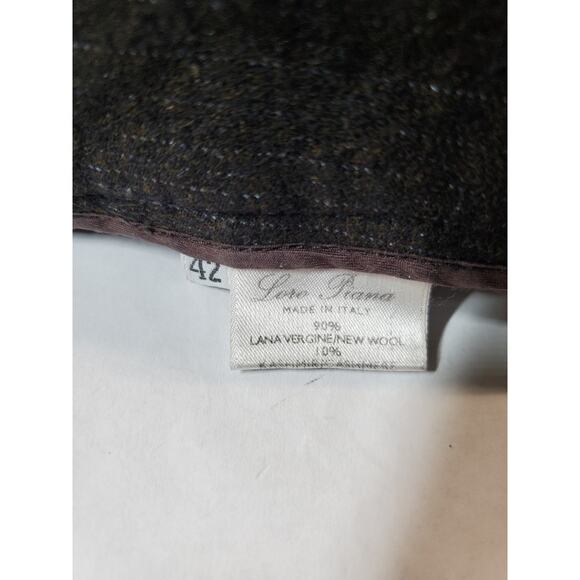 42
Loro Piana
MADE IN ITALY
90%
LANA VERGINE/NEW WOOL
10%